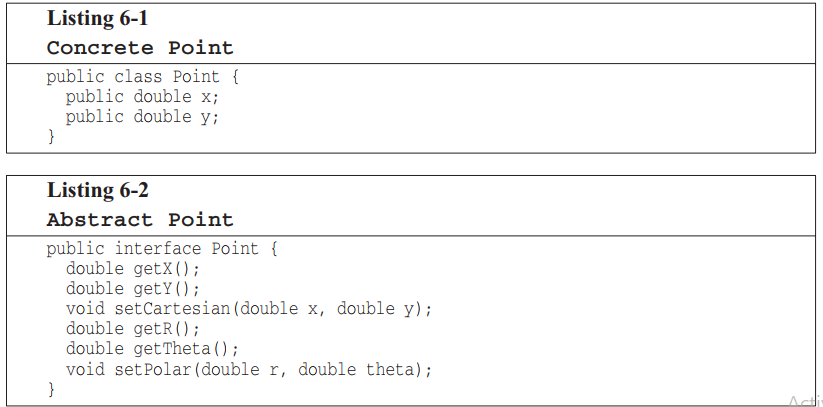 Listing 6-1
Concrete Point
public class Point {
  public double x;
  public double y;
}
Listing 6-2
Abstract Point
public interface Point {
  double getX();
  double getY();
  void setCartesian(double x, double y);
  double getR();
  double getTheta();
  void setPolar(double r, double theta);
}